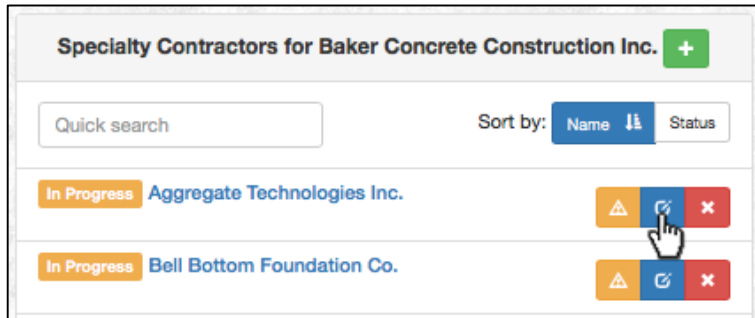 Specialty Contractors for Baker Concrete Construction Inc. +
Quick search Sort by: Name Status
In Progress Aggregate Technologies Inc.
In Progress Bell Bottom Foundation Co.